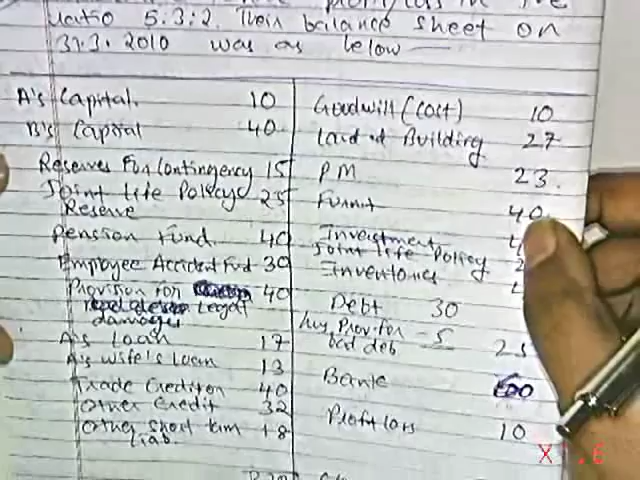 ratio 5:3:2. Their balance sheet on
31.3.2010 was as below —
A's Capital. 10
B's Capital 40
Reserves For Contingency 15
Joint Life Policy 25
Reserve
Pension Fund. 40
Employee Accident Fund 30
Provision for 40
Legal
damages
A's Loan 17
A's wife's Loan 13
Trade Creditors 40
Other Credit 32
Other Short term 18
Liab.
Goodwill (Cost) 10
Land & Building 27
PM 23.
Furnit 40
Investment
Joint Life Policy
Inventories
Debt 30
Less Prov. for -5
bad deb 25
Bank
Profit Loss 10
X1.E